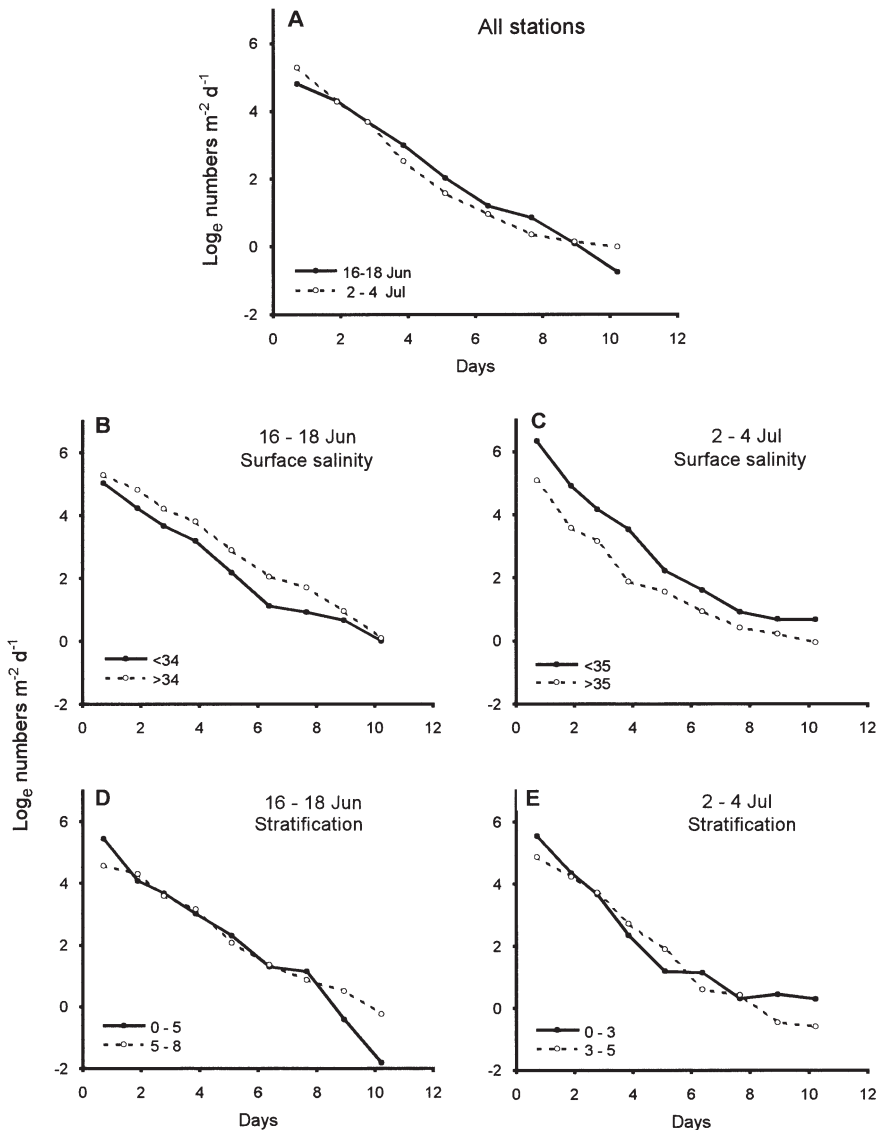 A
All stations
6
4
2
0
-2
Logₑ numbers m⁻² d⁻¹
16-18 Jun
2 - 4 Jul
0 2 4 6 8 10 12
Days
B
16 - 18 Jun
Surface salinity
6
4
2
0
-2
<34
>34
0 2 4 6 8 10 12
C
2 - 4 Jul
Surface salinity
6
4
2
0
-2
<35
>35
0 2 4 6 8 10 12
Logₑ numbers m⁻² d⁻¹
D
16 - 18 Jun
Stratification
6
4
2
0
-2
0 - 5
5 - 8
0 2 4 6 8 10 12
Days
E
2 - 4 Jul
Stratification
6
4
2
0
-2
0 - 3
3 - 5
0 2 4 6 8 10 12
Days